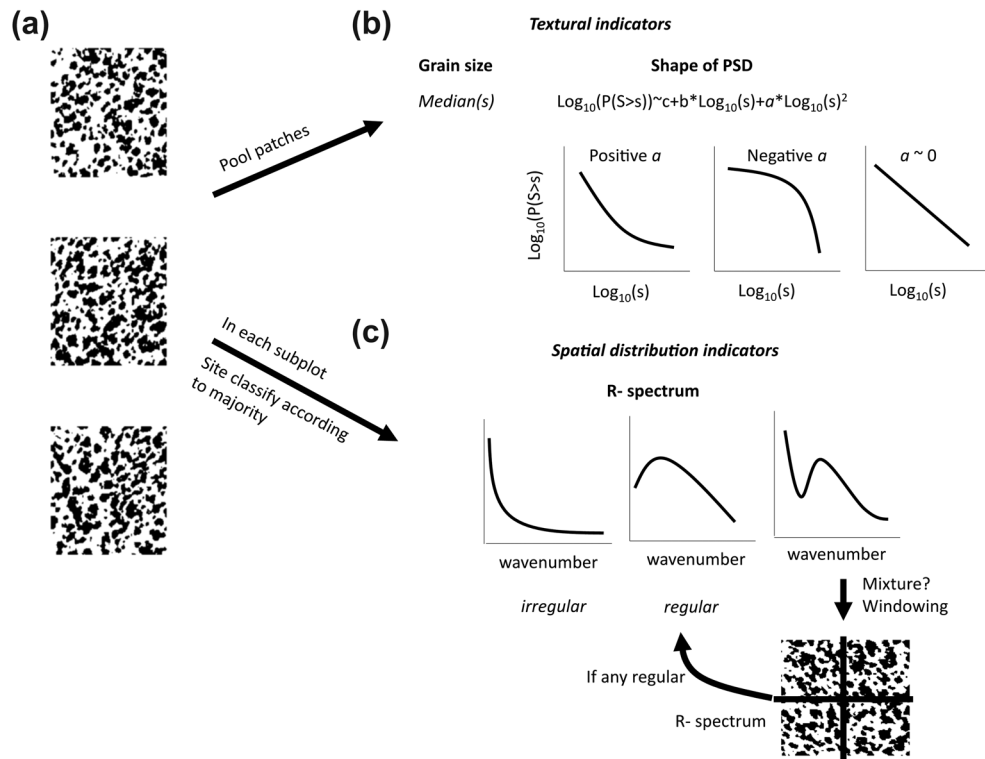 (a)
(b)
Textural indicators
Grain size
Shape of PSD
Median(s)
Log10(P(S>s))~c+b*Log10(s)+a*Log10(s)2
Pool patches
Positive a
Negative a
a ~ 0
Log10(P(S>s)
Log10(s)
Log10(s)
Log10(s)
(c)
In each subplot
Site classify according
to majority
Spatial distribution indicators
R- spectrum
wavenumber
wavenumber
wavenumber
irregular
regular
Mixture?
Windowing
If any regular
R- spectrum